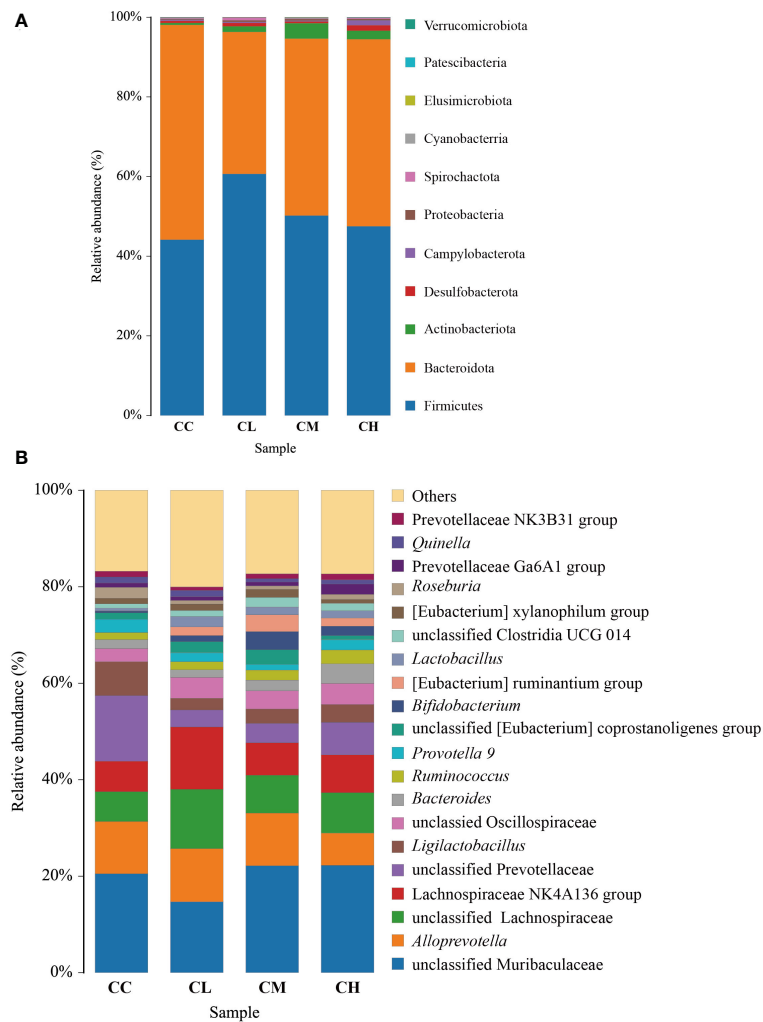 A
100%
80%
60%
40%
20%
0%
Relative abundance (%)
CC CL CM CH
Sample
Verrucomicrobiota
Patescibacteria
Elusimicrobiota
Cyanobacterria
Spirochactota
Proteobacteria
Campylobacterota
Desulfobacterota
Actinobacteriota
Bacteroidota
Firmicutes
B
100%
80%
60%
40%
20%
0%
Relative abundance (%)
CC CL CM CH
Sample
Others
Prevotellaceae NK3B31 group
Quinella
Prevotellaceae Ga6A1 group
Roseburia
[Eubacterium] xylanophilum group
unclassified Clostridia UCG 014
Lactobacillus
[Eubacterium] ruminantium group
Bifidobacterium
unclassified [Eubacterium] coprostanoligenes group
Provotella 9
Ruminococcus
Bacteroides
unclassied Oscillospiraceae
Ligilactobacillus
unclassified Prevotellaceae
Lachnospiraceae NK4A136 group
unclassified Lachnospiraceae
Alloprevotella
unclassified Muribaculaceae